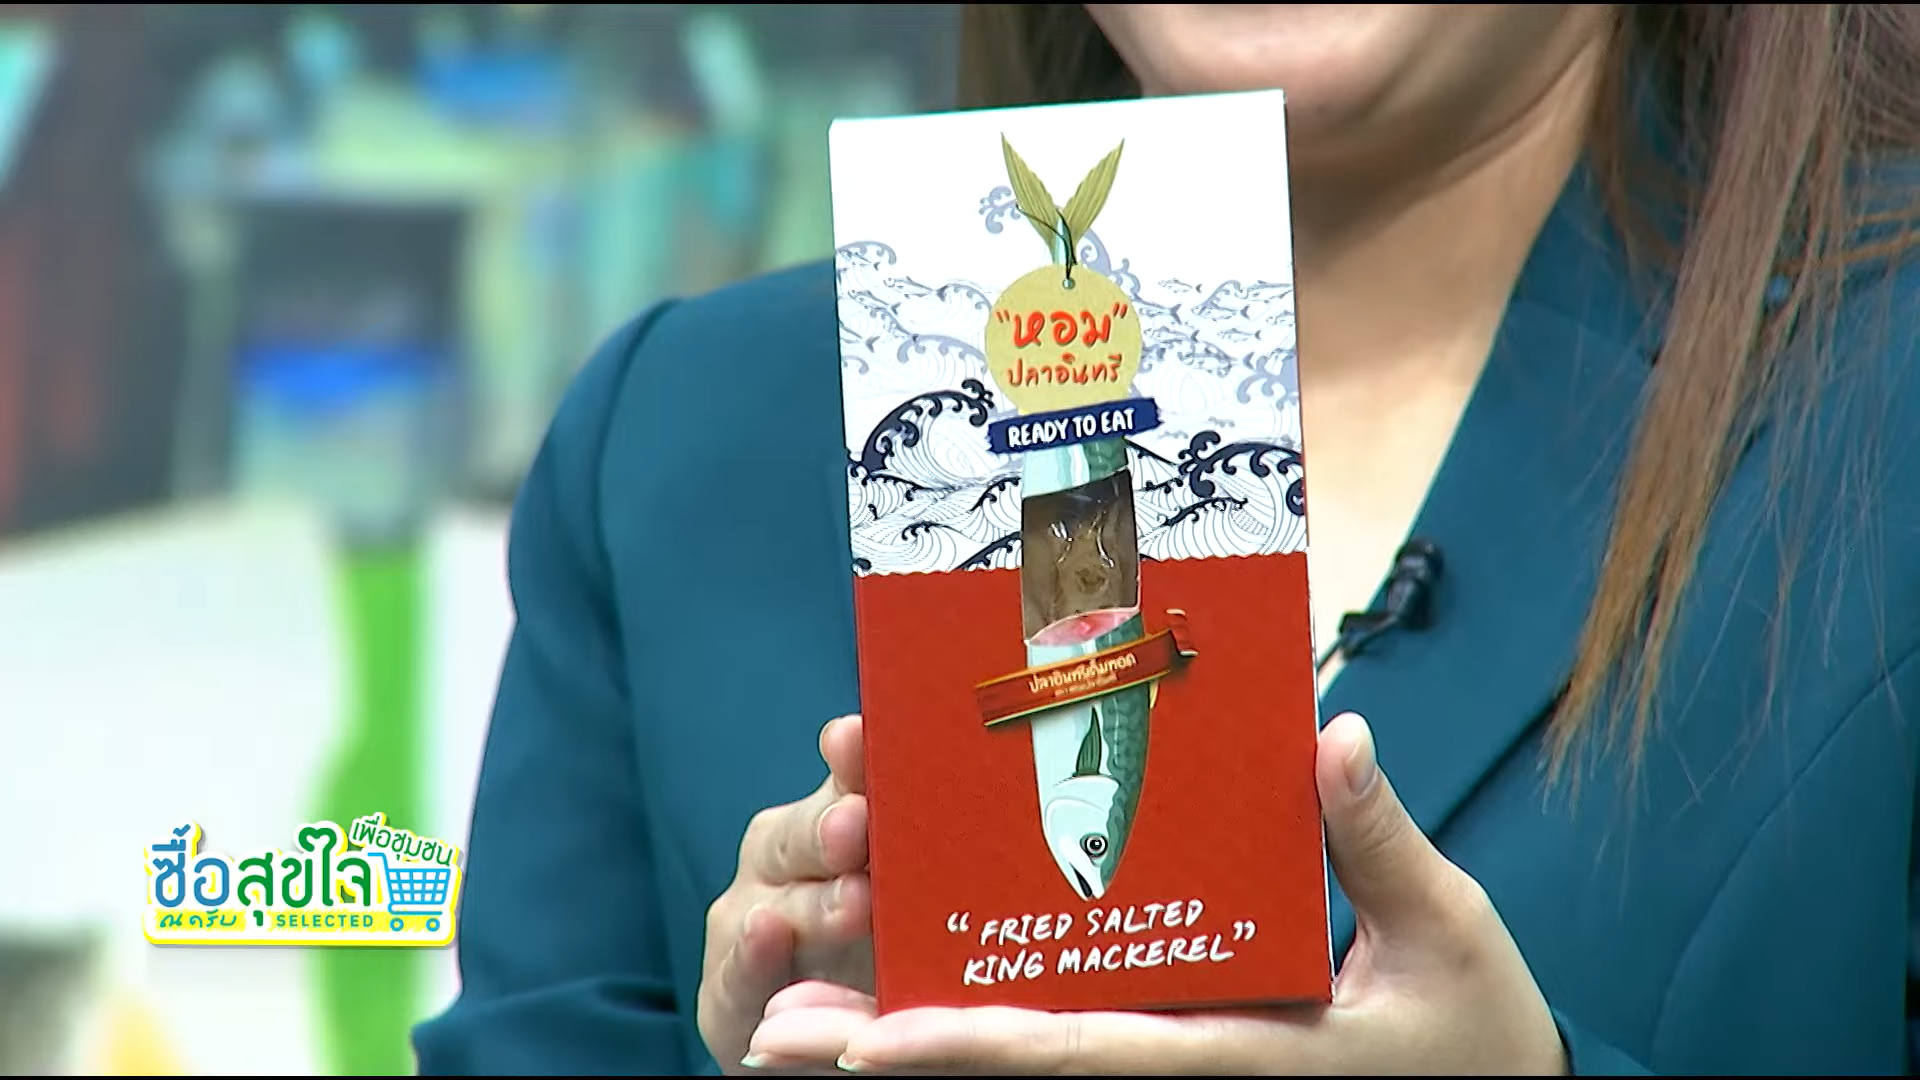 “หอม”
ปลาอินทรี
READY TO EAT
ปลาอินทรีเค็มทอด
“FRIED SALTED
KING MACKEREL”
เพื่อชุมชน
ซื้อสุขใจ
ณ ครับ SELECTED